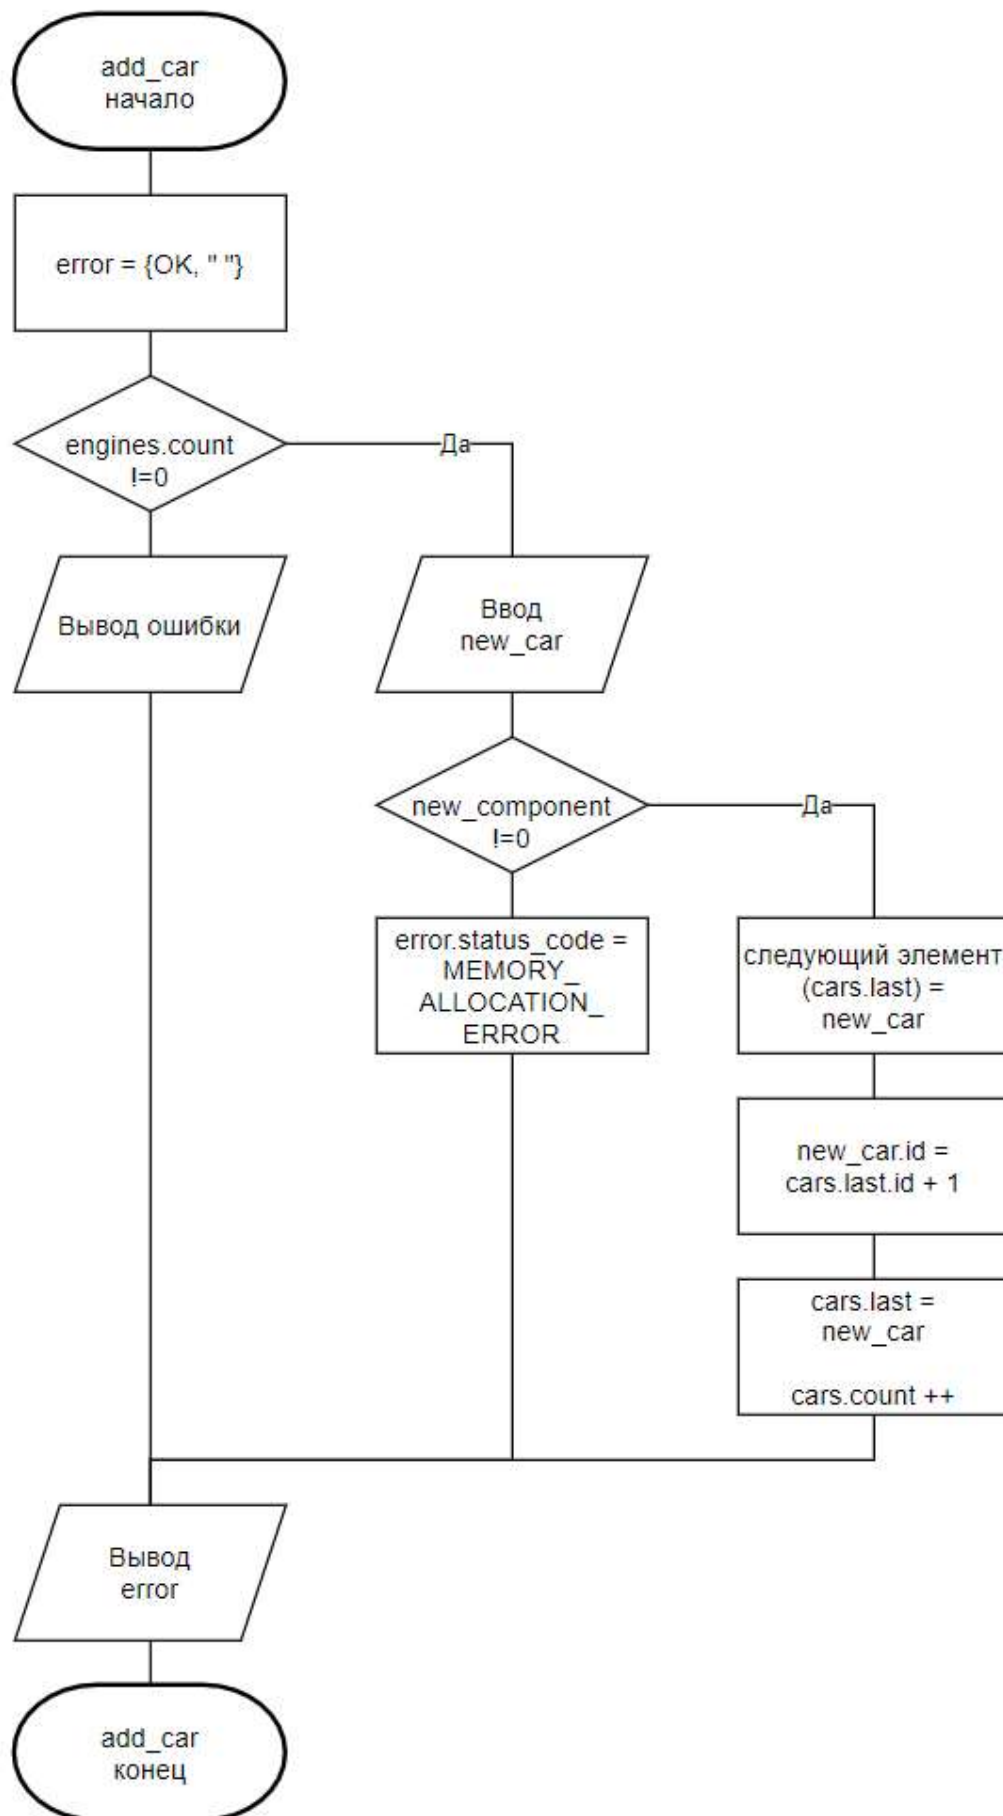 add_car
начало
error = {OK, " "}
engines.count
!=0
Да
Вывод ошибки
Ввод
new_car
new_component
!=0
Да
error.status_code =
MEMORY_
ALLOCATION_
ERROR
следующий элемент
(cars.last) =
new_car
new_car.id =
cars.last.id + 1
cars.last =
new_car
cars.count ++
Вывод
error
add_car
конец